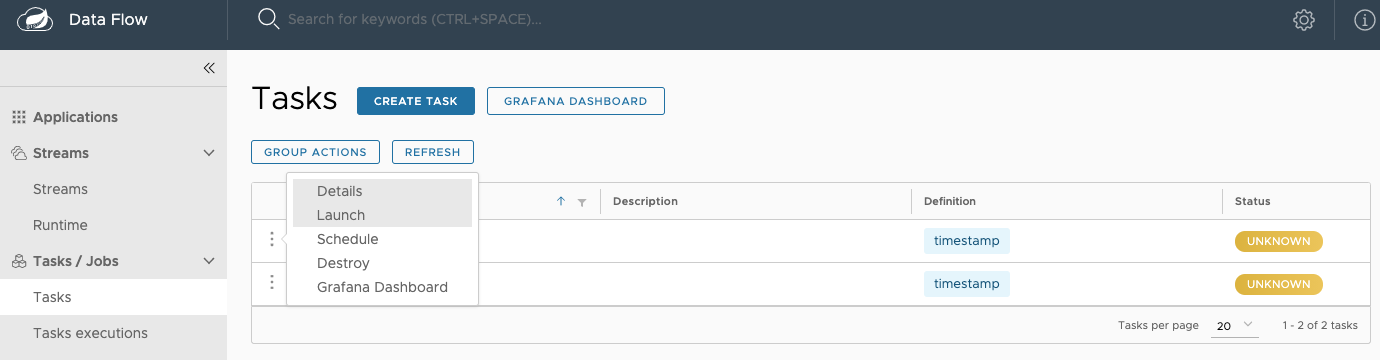 Data Flow
Search for keywords (CTRL+SPACE)...
Applications
Streams
Streams
Runtime
Tasks / Jobs
Tasks
Tasks executions
Tasks
CREATE TASK
GRAFANA DASHBOARD
GROUP ACTIONS
REFRESH
Details
Launch
Schedule
Destroy
Grafana Dashboard
Description
Definition
Status
timestamp
UNKNOWN
timestamp
UNKNOWN
Tasks per page
20
1 - 2 of 2 tasks